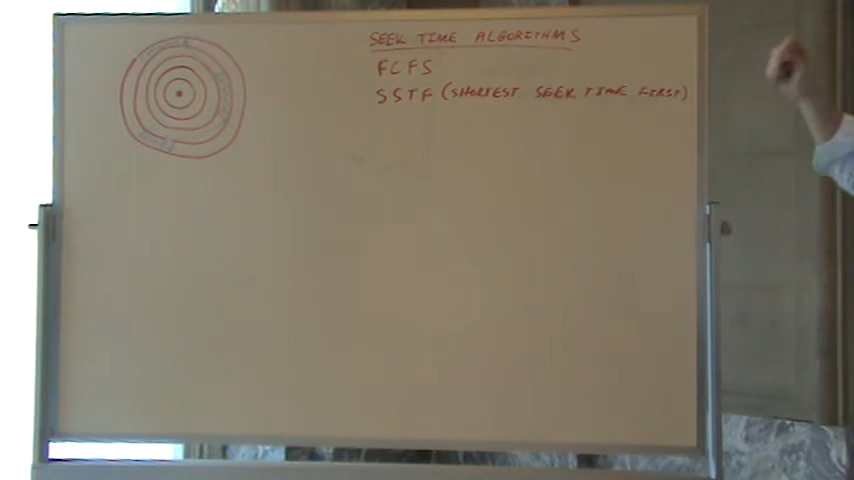 SEEK TIME ALGORITHMS
FCFS
SSTF (SHORTEST SEEK TIME FIRST)